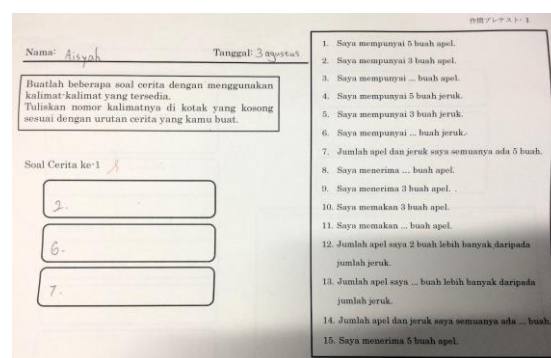 作問プレテスト- 1
Nama: Aisyah Tanggal: 3 agustus
Buatlah beberapa soal cerita dengan menggunakan
kalimat-kalimat yang tersedia.
Tuliskan nomor kalimatnya di kotak yang kosong
sesuai dengan urutan cerita yang kamu buat.
Soal Cerita ke-1
2.
6.
7.
1. Saya mempunyai 5 buah apel.
2. Saya mempunyai 3 buah apel.
3. Saya mempunyai ... buah apel.
4. Saya mempunyai 5 buah jeruk.
5. Saya mempunyai 3 buah jeruk.
6. Saya mempunyai ... buah jeruk.
7. Jumlah apel dan jeruk saya semuanya ada 5 buah.
8. Saya menerima ... buah apel.
9. Saya menerima 3 buah apel. .
10. Saya memakan 3 buah apel.
11. Saya memakan ... buah apel.
12. Jumlah apel saya 2 buah lebih banyak daripada
jumlah jeruk.
13. Jumlah apel saya ... buah lebih banyak daripada
jumlah jeruk.
14. Jumlah apel dan jeruk saya semuanya ada ... buah
15. Saya menerima 5 buah apel.